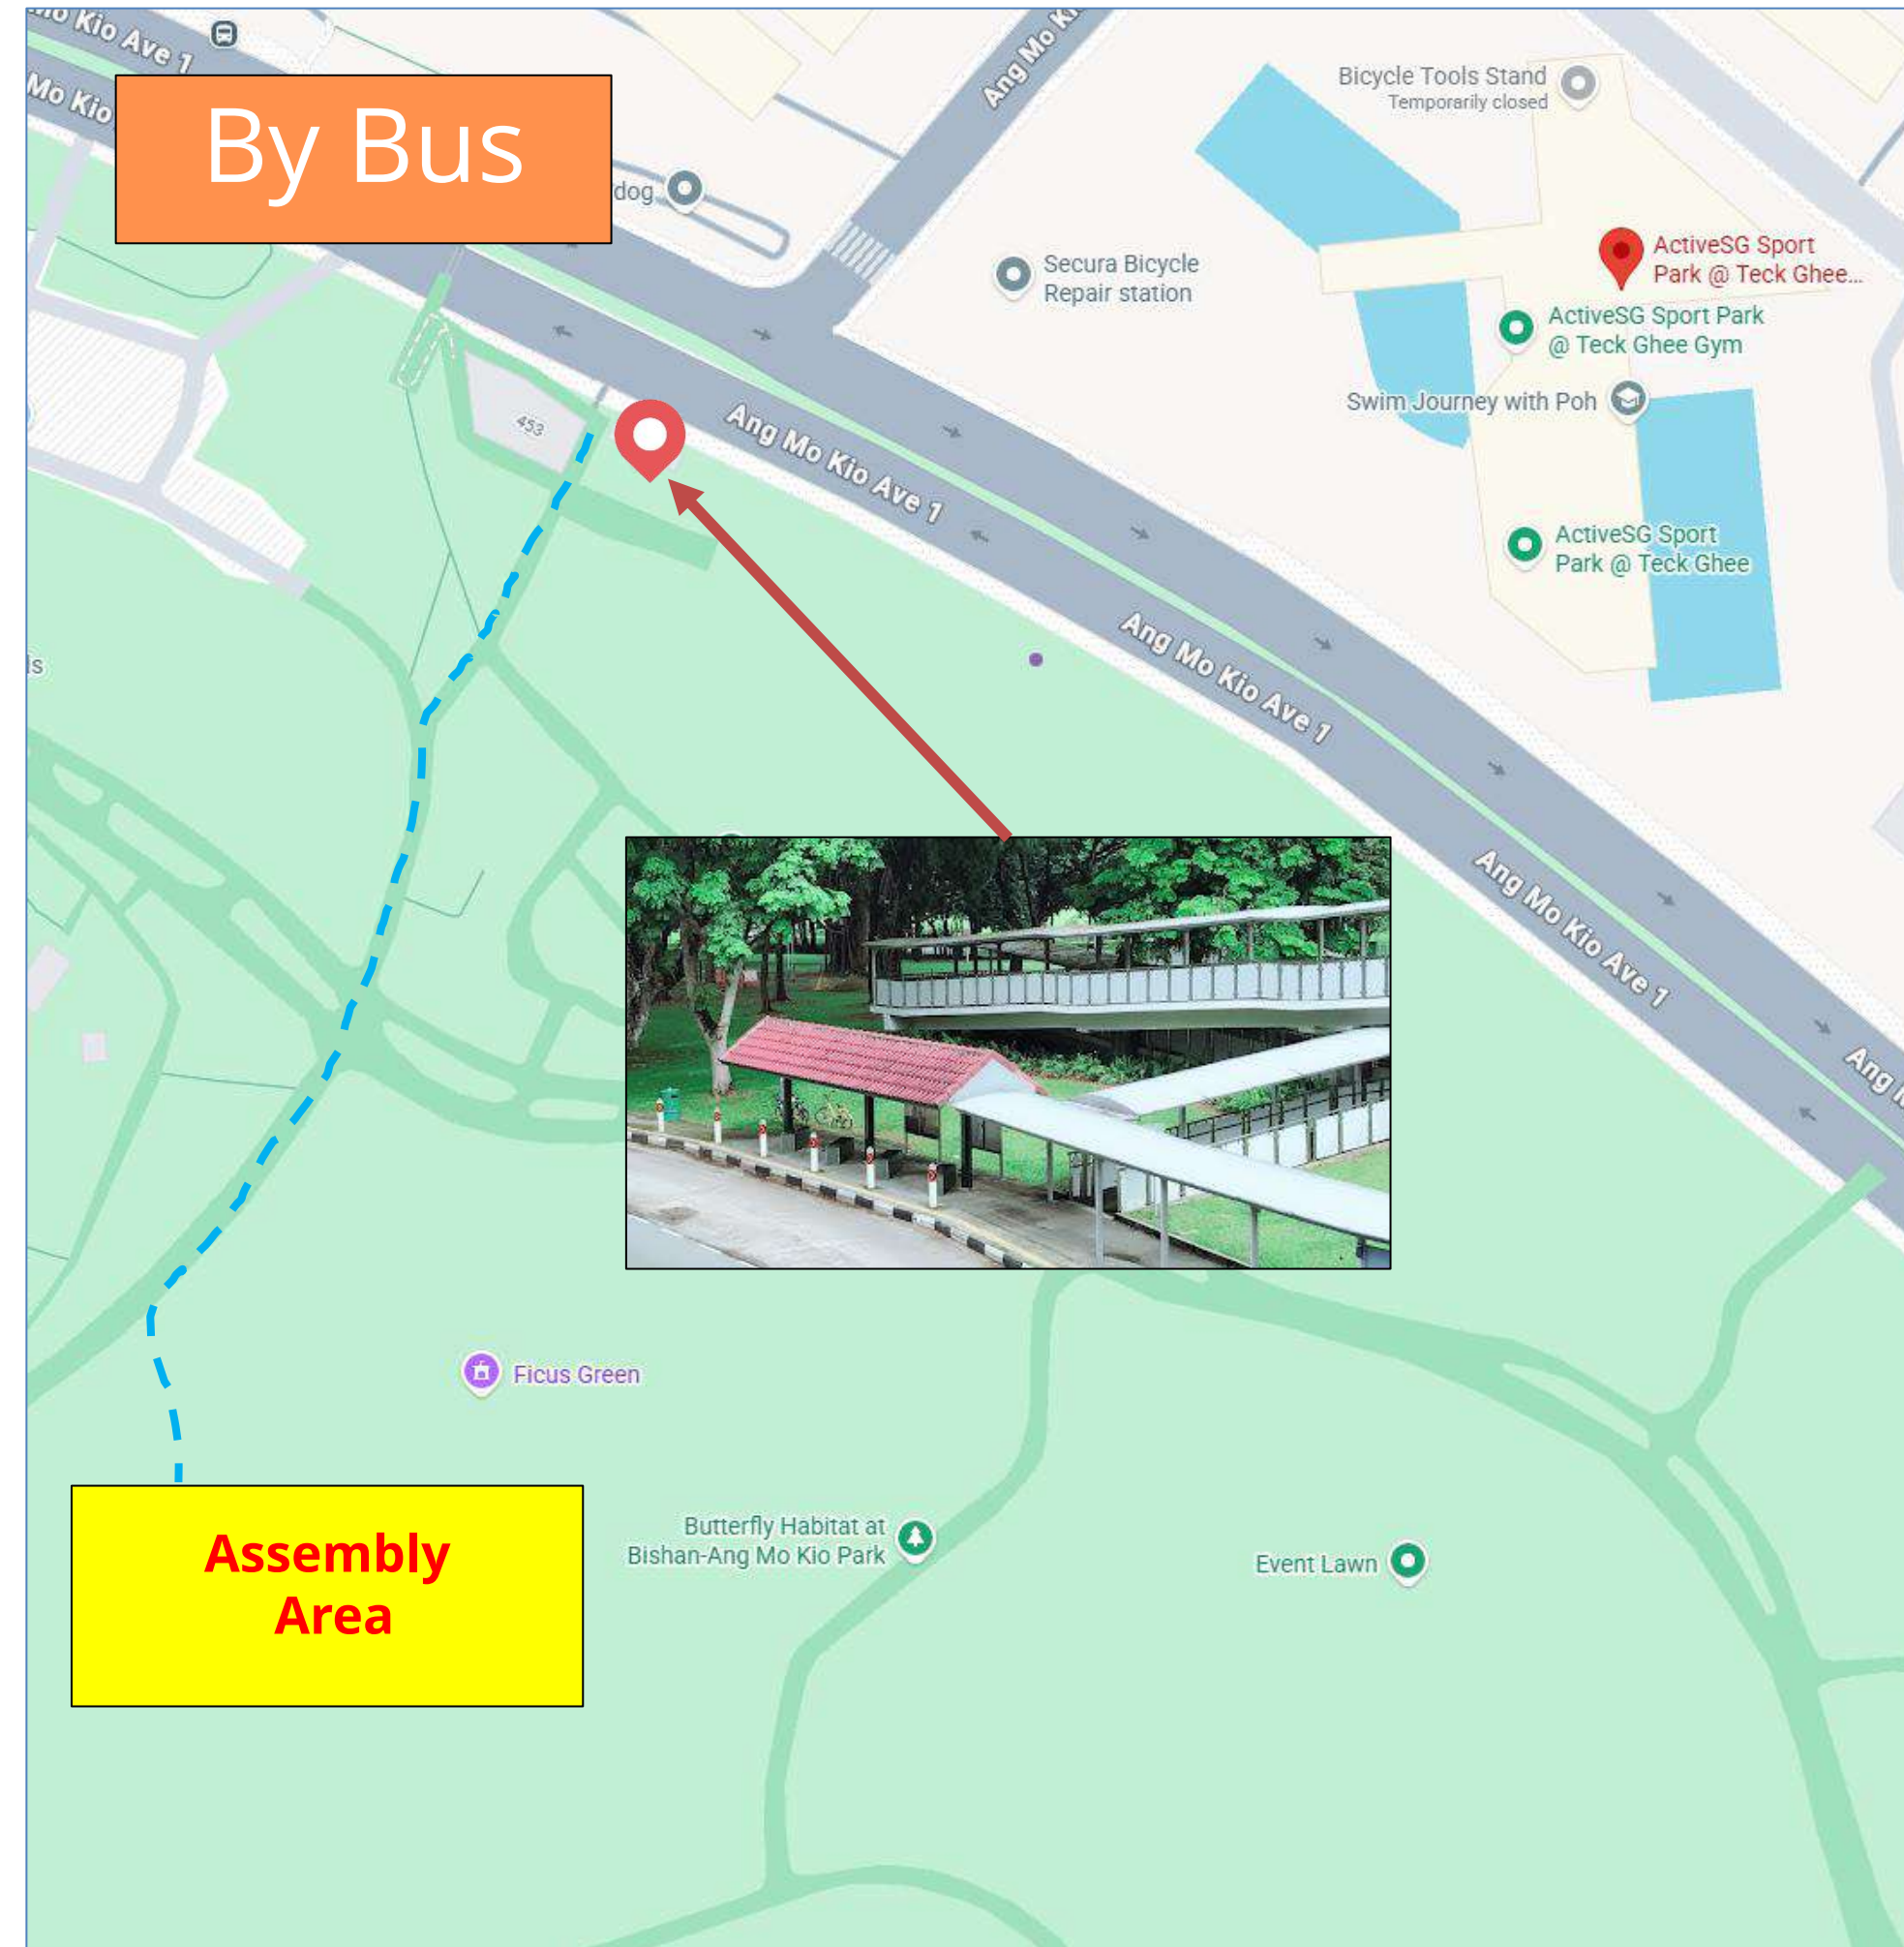 Mo Kio Ave 1
Mo Kio
By Bus
Ang Mo
Bicycle Tools Stand
Temporarily closed
dog
Secura Bicycle
Repair station
ActiveSG Sport
Park @ Teck Ghee...
ActiveSG Sport Park
@ Teck Ghee Gym
Swim Journey with Poh
453
Ang Mo Kio Ave 1
ActiveSG Sport
Park @ Teck Ghee
Ang Mo Kio Ave 1
ls
Ang Mo Kio Ave 1
Ang
Ficus Green
Assembly
Area
Butterfly Habitat at
Bishan-Ang Mo Kio Park
Event Lawn